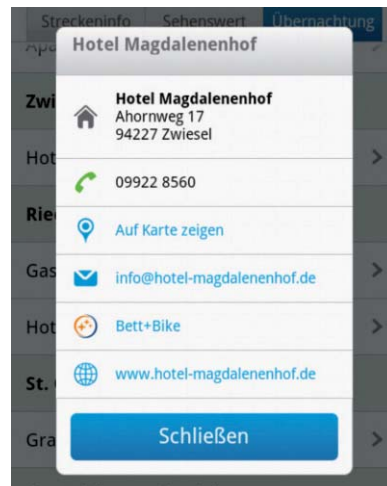 Streckeninfo Sehenswert Übernachtung
Hotel Magdalenenhof
Hotel Magdalenenhof
Ahornweg 17
94227 Zwiesel
Zwi
Hot
09922 8560
Rie
Auf Karte zeigen
Gas
info@hotel-magdalenenhof.de
Hot
Bett+Bike
St.
www.hotel-magdalenenhof.de
Gra
Schließen